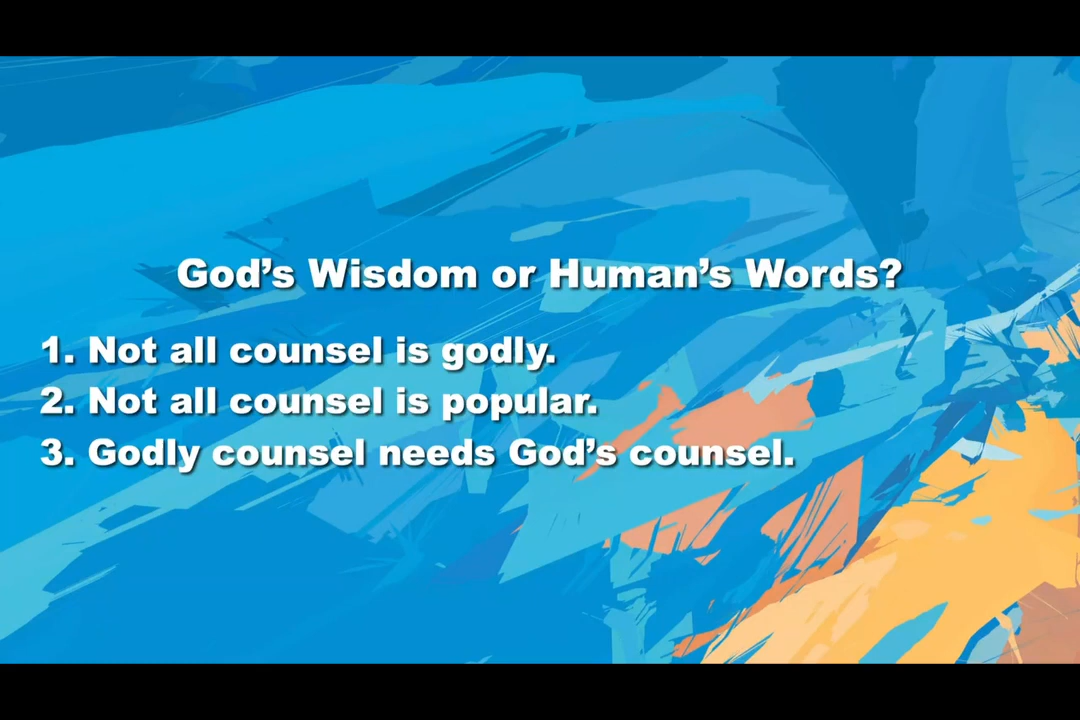 God’s Wisdom or Human’s Words?
1. Not all counsel is godly.
2. Not all counsel is popular.
3. Godly counsel needs God’s counsel.